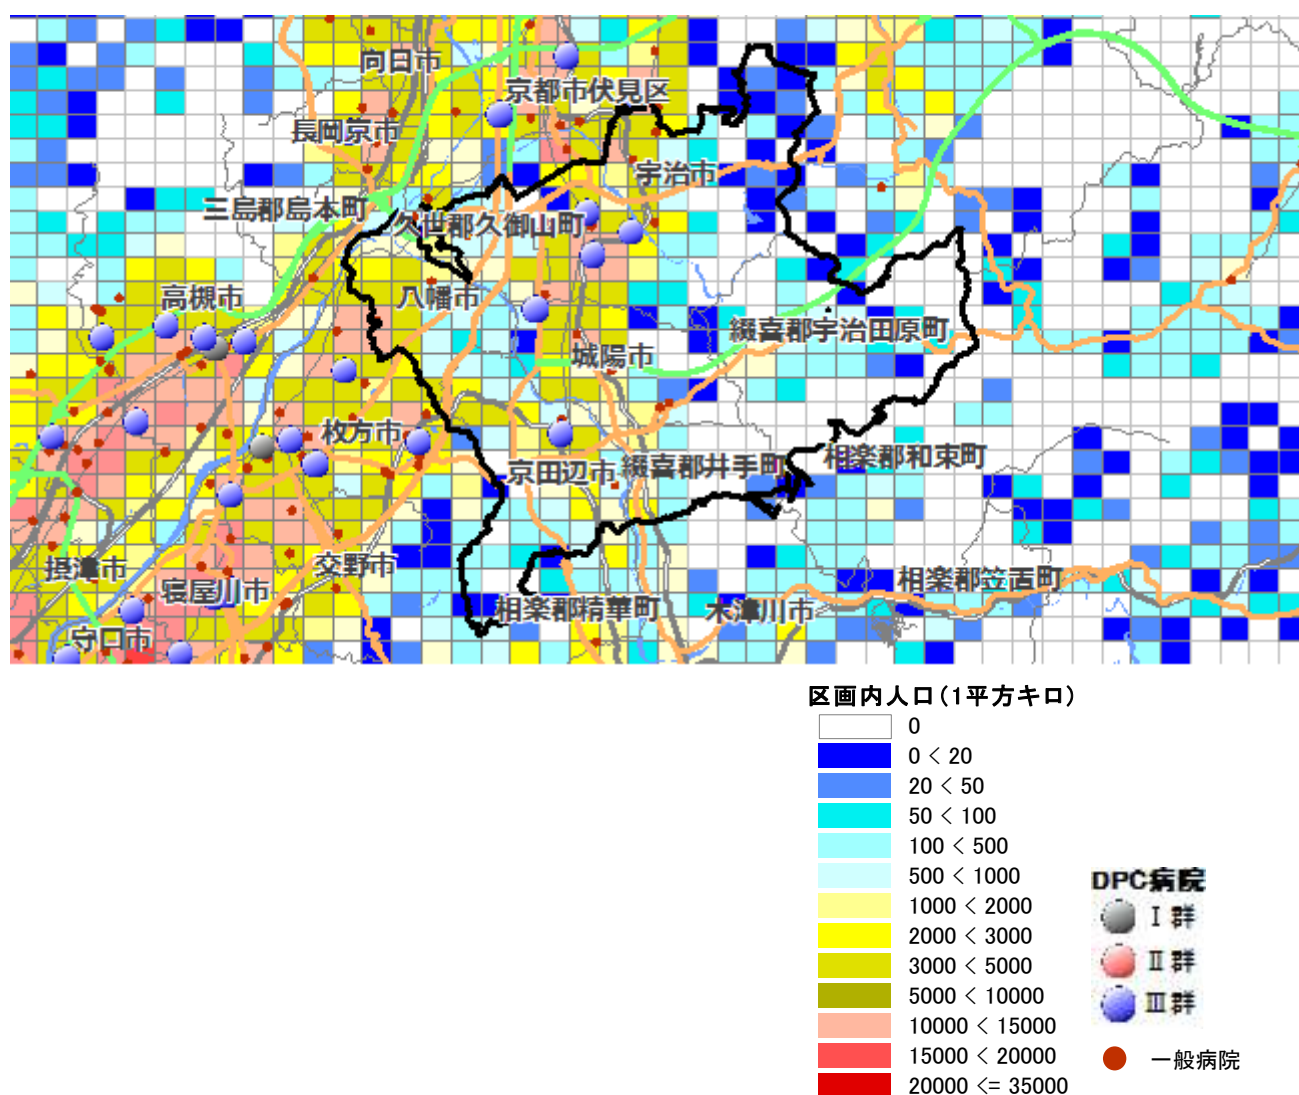 向日市
京都市伏見区
長岡京市
宇治市
三島郡島本町
久世郡久御山町
高槻市
八幡市
綴喜郡宇治田原町
城陽市
枚方市
京田辺市
綴喜郡井手町
相楽郡和束町
摂津市
交野市
寝屋川市
相楽郡笠置町
相楽郡精華町
木津川市
守口市
区画内人口(1平方キロ)
0
0 < 20
20 < 50
50 < 100
100 < 500
500 < 1000
1000 < 2000
2000 < 3000
3000 < 5000
5000 < 10000
10000 < 15000
15000 < 20000
20000 <= 35000
DPC病院
Ⅰ群
Ⅱ群
Ⅲ群
一般病院